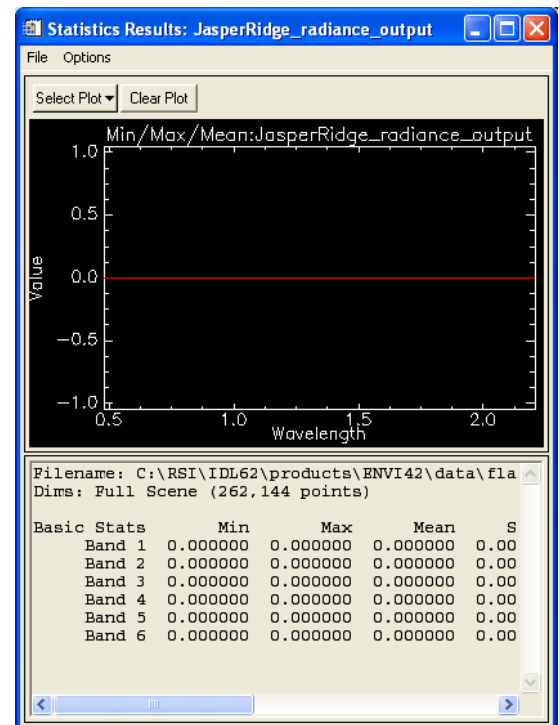 Statistics Results: JasperRidge_radiance_output
File Options
Select Plot Clear Plot
Min/Max/Mean:JasperRidge_radiance_output
1.0
0.5
0.0
-0.5
-1.0
Value
0.5 1.0 1.5 2.0
Wavelength
Filename: C:\RSI\IDL62\products\ENVI42\data\fla
Dims: Full Scene (262,144 points)
Basic Stats Min Max Mean S
Band 1 0.000000 0.000000 0.000000 0.00
Band 2 0.000000 0.000000 0.000000 0.00
Band 3 0.000000 0.000000 0.000000 0.00
Band 4 0.000000 0.000000 0.000000 0.00
Band 5 0.000000 0.000000 0.000000 0.00
Band 6 0.000000 0.000000 0.000000 0.00